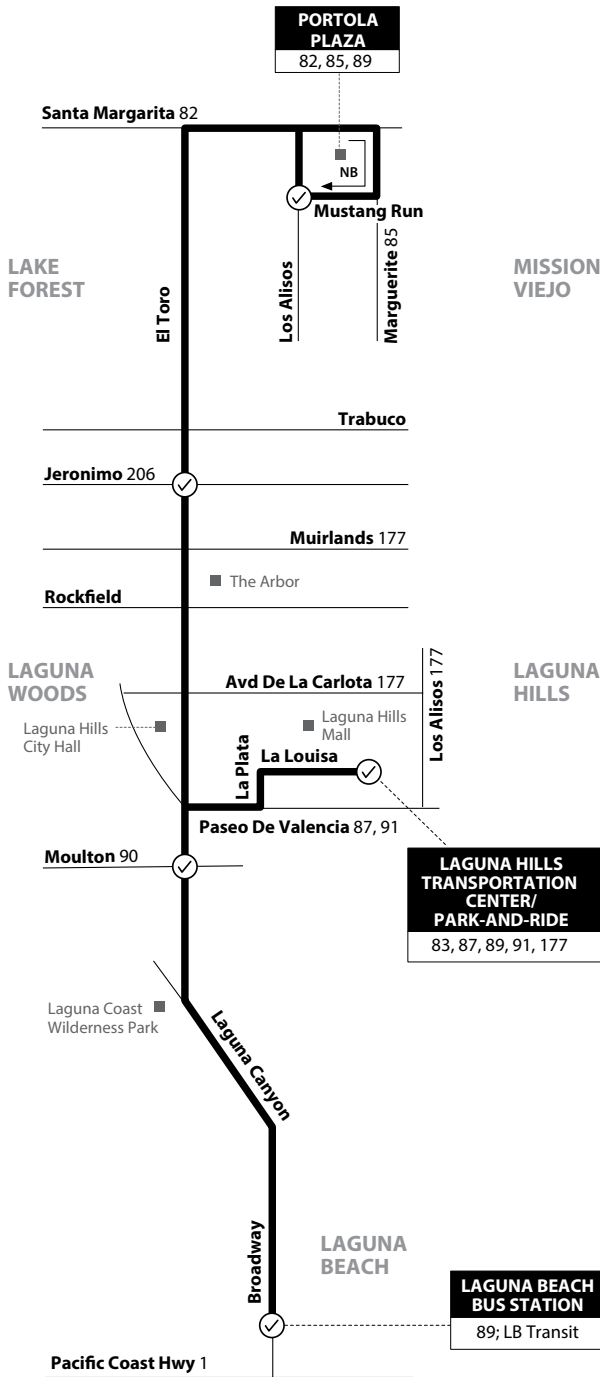 PORTOLA
PLAZA
82, 85, 89
Santa Margarita 82
NB
Mustang Run
LAKE
FOREST
El Toro
Los Alisos
Marguerite 85
MISSION
VIEJO
Trabuco
Jeronimo 206
Muirlands 177
The Arbor
Rockfield
LAGUNA
WOODS
Avd De La Carlota 177
Los Alisos 177
LAGUNA
HILLS
Laguna Hills
City Hall
Laguna Hills
Mall
La Plata
La Louisa
Paseo De Valencia 87, 91
Moulton 90
LAGUNA HILLS
TRANSPORTATION
CENTER/
PARK-AND-RIDE
83, 87, 89, 91, 177
Laguna Coast
Wilderness Park
Laguna Canyon
Broadway
LAGUNA
BEACH
LAGUNA BEACH
BUS STATION
89; LB Transit
Pacific Coast Hwy 1